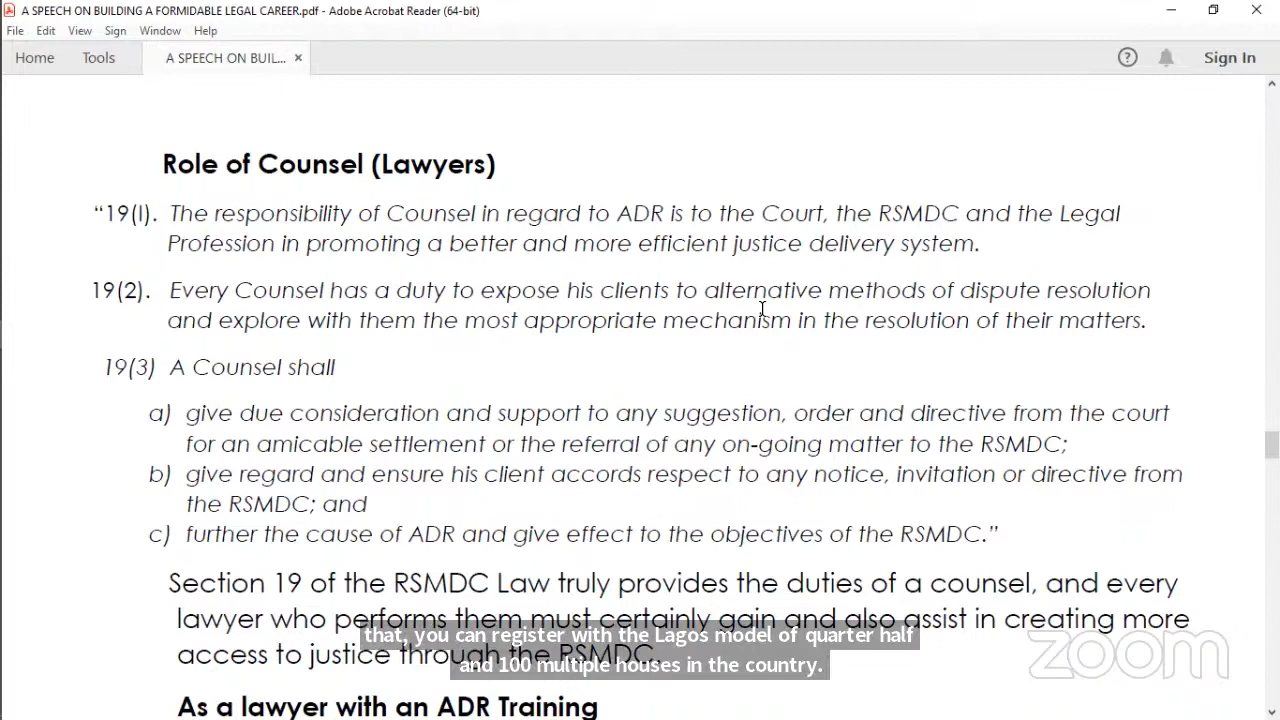 A SPEECH ON BUILDING A FORMIDABLE LEGAL CAREER.pdf - Adobe Acrobat Reader (64-bit)
File Edit View Sign Window Help
Home Tools A SPEECH ON BUIL... × Sign In
Role of Counsel (Lawyers)
“19(I). The responsibility of Counsel in regard to ADR is to the Court, the RSMDC and the Legal
Profession in promoting a better and more efficient justice delivery system.
19(2). Every Counsel has a duty to expose his clients to alternative methods of dispute resolution
and explore with them the most appropriate mechanism in the resolution of their matters.
19(3) A Counsel shall
a) give due consideration and support to any suggestion, order and directive from the court
for an amicable settlement or the referral of any on-going matter to the RSMDC;
b) give regard and ensure his client accords respect to any notice, invitation or directive from
the RSMDC; and
c) further the cause of ADR and give effect to the objectives of the RSMDC.”
Section 19 of the RSMDC Law truly provides the duties of a counsel, and every
lawyer who performs them must certainly gain and also assist in creating more
that, you can register with the Lagos model of quarter half
access to justice through the RSMDC.
and 100 multiple houses in the country.
zoom
As a lawyer with an ADR Training